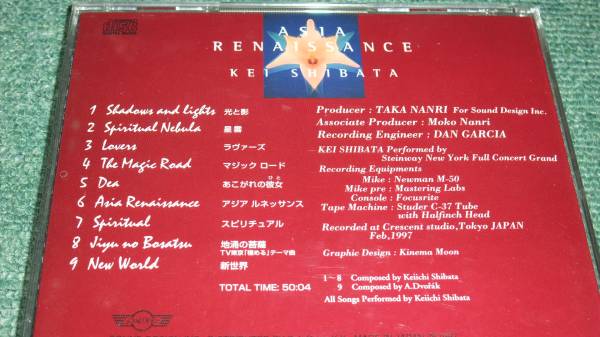 ASIA
RENAISSANCE
KEI SHIBATA
1 Shadows and lights 光と影
2 Spiritual Nebula 星雲
3 Lovers ラヴァーズ
4 The Magic Road マジック ロード
5 Dea あこがれの彼女
ひと
6 Asia Renaissance アジア ルネッサンス
7 Spiritual スピリチュアル
8 Jiyu no Bosatsu 地涌の菩薩
TV東京「極める」テーマ曲
9 New World 新世界
TOTAL TIME: 50:04
Producer : TAKA NANRI For Sound Design Inc.
Associate Producer : Moko Nanri
Recording Engineer : DAN GARCIA
KEI SHIBATA Performed by
Steinway New York Full Concert Grand
Recording Equipments
Mike : Newman M-50
Mike pre : Mastering Labs
Console : Focusrite
Tape Machine : Studer C-37 Tube
with Halfinch Head
Recorded at Crescent studio,Tokyo JAPAN
Feb,1997
Graphic Design : Kinema Moon
1～8 Composed by Keiichi Shibata
9 A.Dvořák
All Songs Performed by Keiichi Shibata